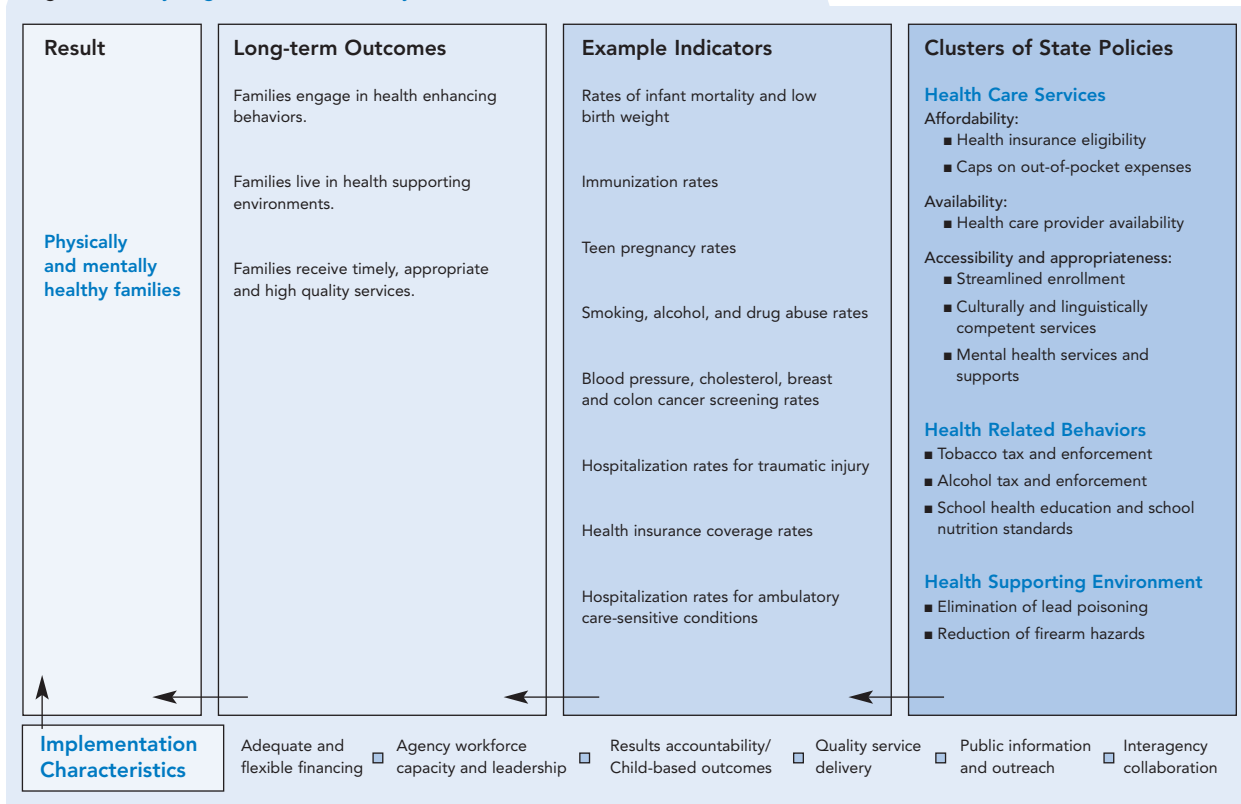 Result
Physically
and mentally
healthy families
Long-term Outcomes
Families engage in health enhancing
behaviors.
Families live in health supporting
environments.
Families receive timely, appropriate
and high quality services.
Example Indicators
Rates of infant mortality and low
birth weight
Immunization rates
Teen pregnancy rates
Smoking, alcohol, and drug abuse rates
Blood pressure, cholesterol, breast
and colon cancer screening rates
Hospitalization rates for traumatic injury
Health insurance coverage rates
Hospitalization rates for ambulatory
care-sensitive conditions
Clusters of State Policies
Health Care Services
Affordability:
■ Health insurance eligibility
■ Caps on out-of-pocket expenses
Availability:
■ Health care provider availability
Accessibility and appropriateness:
■ Streamlined enrollment
■ Culturally and linguistically
competent services
■ Mental health services and
supports
Health Related Behaviors
■ Tobacco tax and enforcement
■ Alcohol tax and enforcement
■ School health education and school
nutrition standards
Health Supporting Environment
■ Elimination of lead poisoning
■ Reduction of firearm hazards
Implementation
Characteristics
Adequate and
flexible financing
Agency workforce
capacity and leadership
Results accountability/
Child-based outcomes
Quality service
delivery
Public information
and outreach
Interagency
collaboration